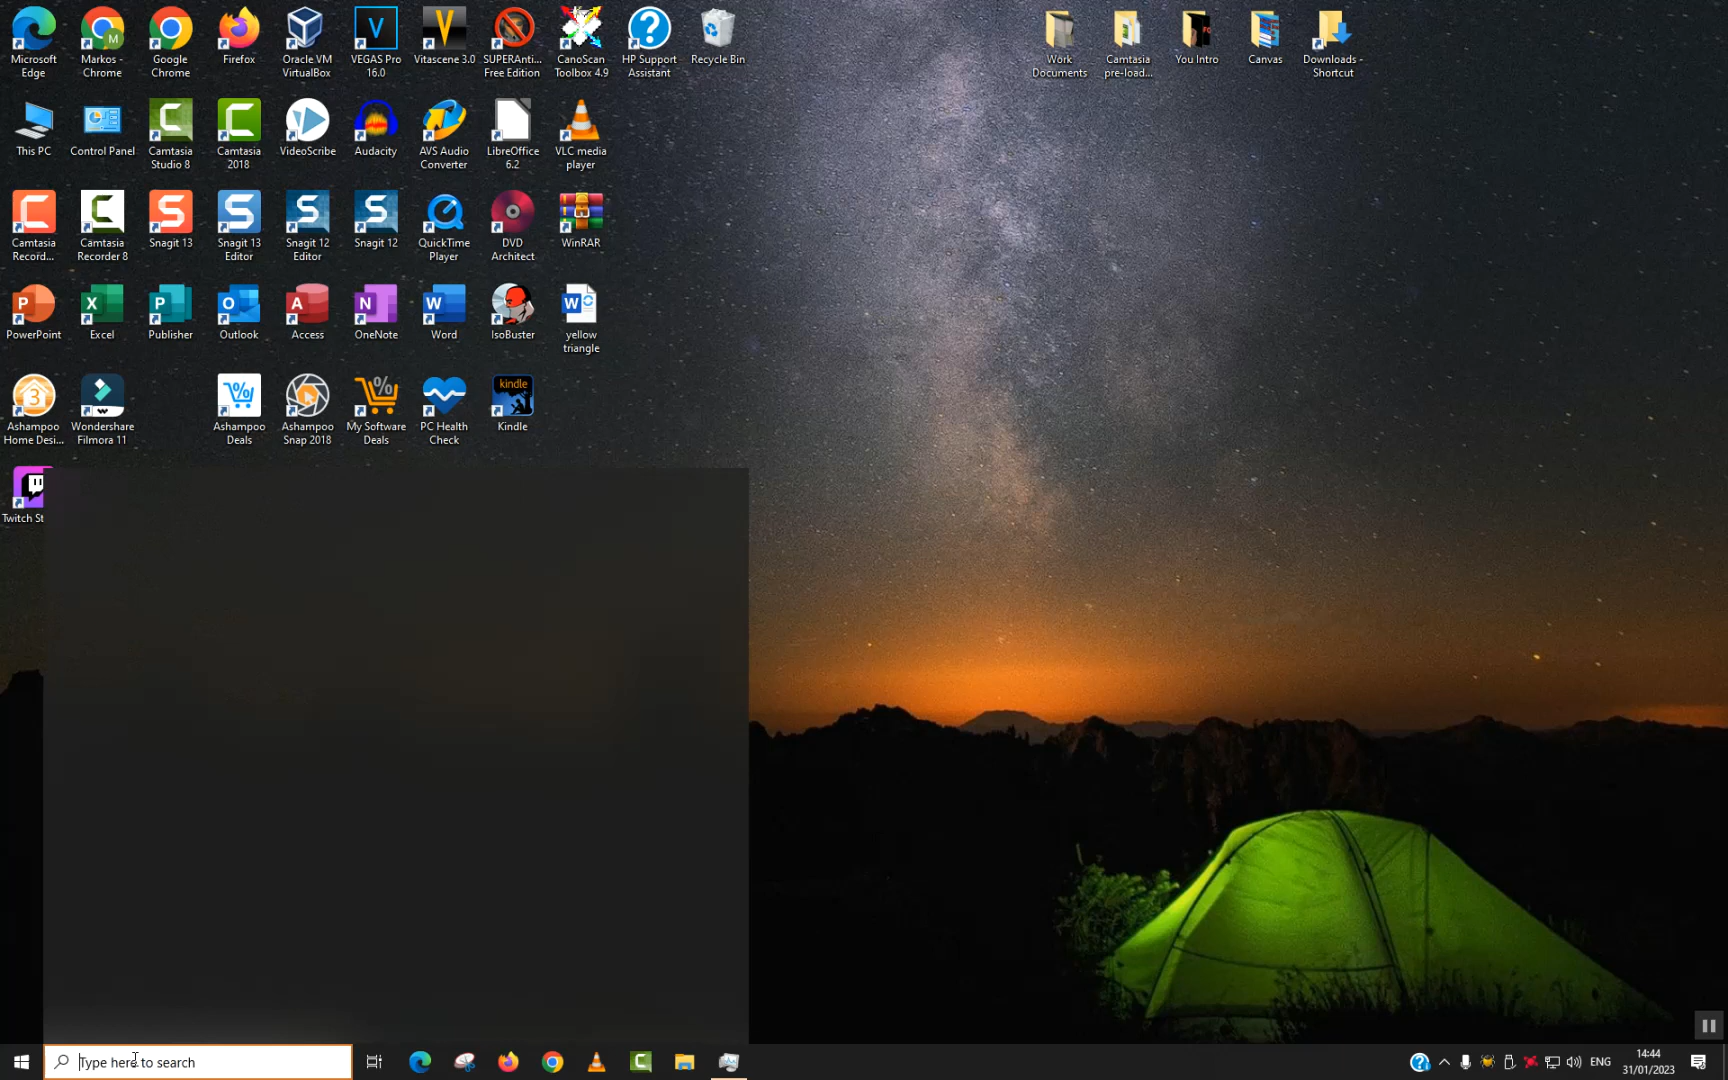 Microsoft Edge
Markos - Chrome
Google Chrome
Firefox
Oracle VM VirtualBox
VEGAS Pro 16.0
Vitascene 3.0
SUPERAnti... Free Edition
CanoScan Toolbox 4.9
HP Support Assistant
Recycle Bin
Work Documents
Camtasia pre-load...
You Intro
Canvas
Downloads - Shortcut
This PC
Control Panel
Camtasia Studio 8
Camtasia 2018
VideoScribe
Audacity
AVS Audio Converter
LibreOffice 6.2
VLC media player
Camtasia Record...
Camtasia Recorder 8
Snagit 13
Snagit 13 Editor
Snagit 12 Editor
Snagit 12
QuickTime Player
DVD Architect
WinRAR
PowerPoint
Excel
Publisher
Outlook
Access
OneNote
Word
IsoBuster
yellow triangle
Ashampoo Home Desi...
Wondershare Filmora 11
Ashampoo Deals
Ashampoo Snap 2018
My Software Deals
PC Health Check
kindle
Kindle
Twitch St
Type here to search
ENG
14:44
31/01/2023